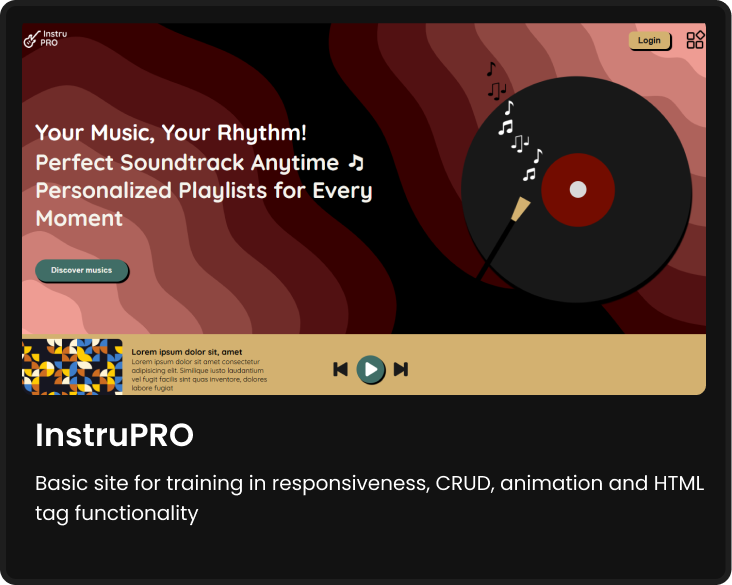 Instru
PRO
Login
Your Music, Your Rhythm!
Perfect Soundtrack Anytime ♫
Personalized Playlists for Every
Moment
Discover musics
Lorem ipsum dolor sit, amet
Lorem ipsum dolor sit amet consectetur
adipisicing elit. Similique iusto laudantium
vel fugit facilis sint quas inventore, dolores
labore fugiat
InstruPRO
Basic site for training in responsiveness, CRUD, animation and HTML
tag functionality